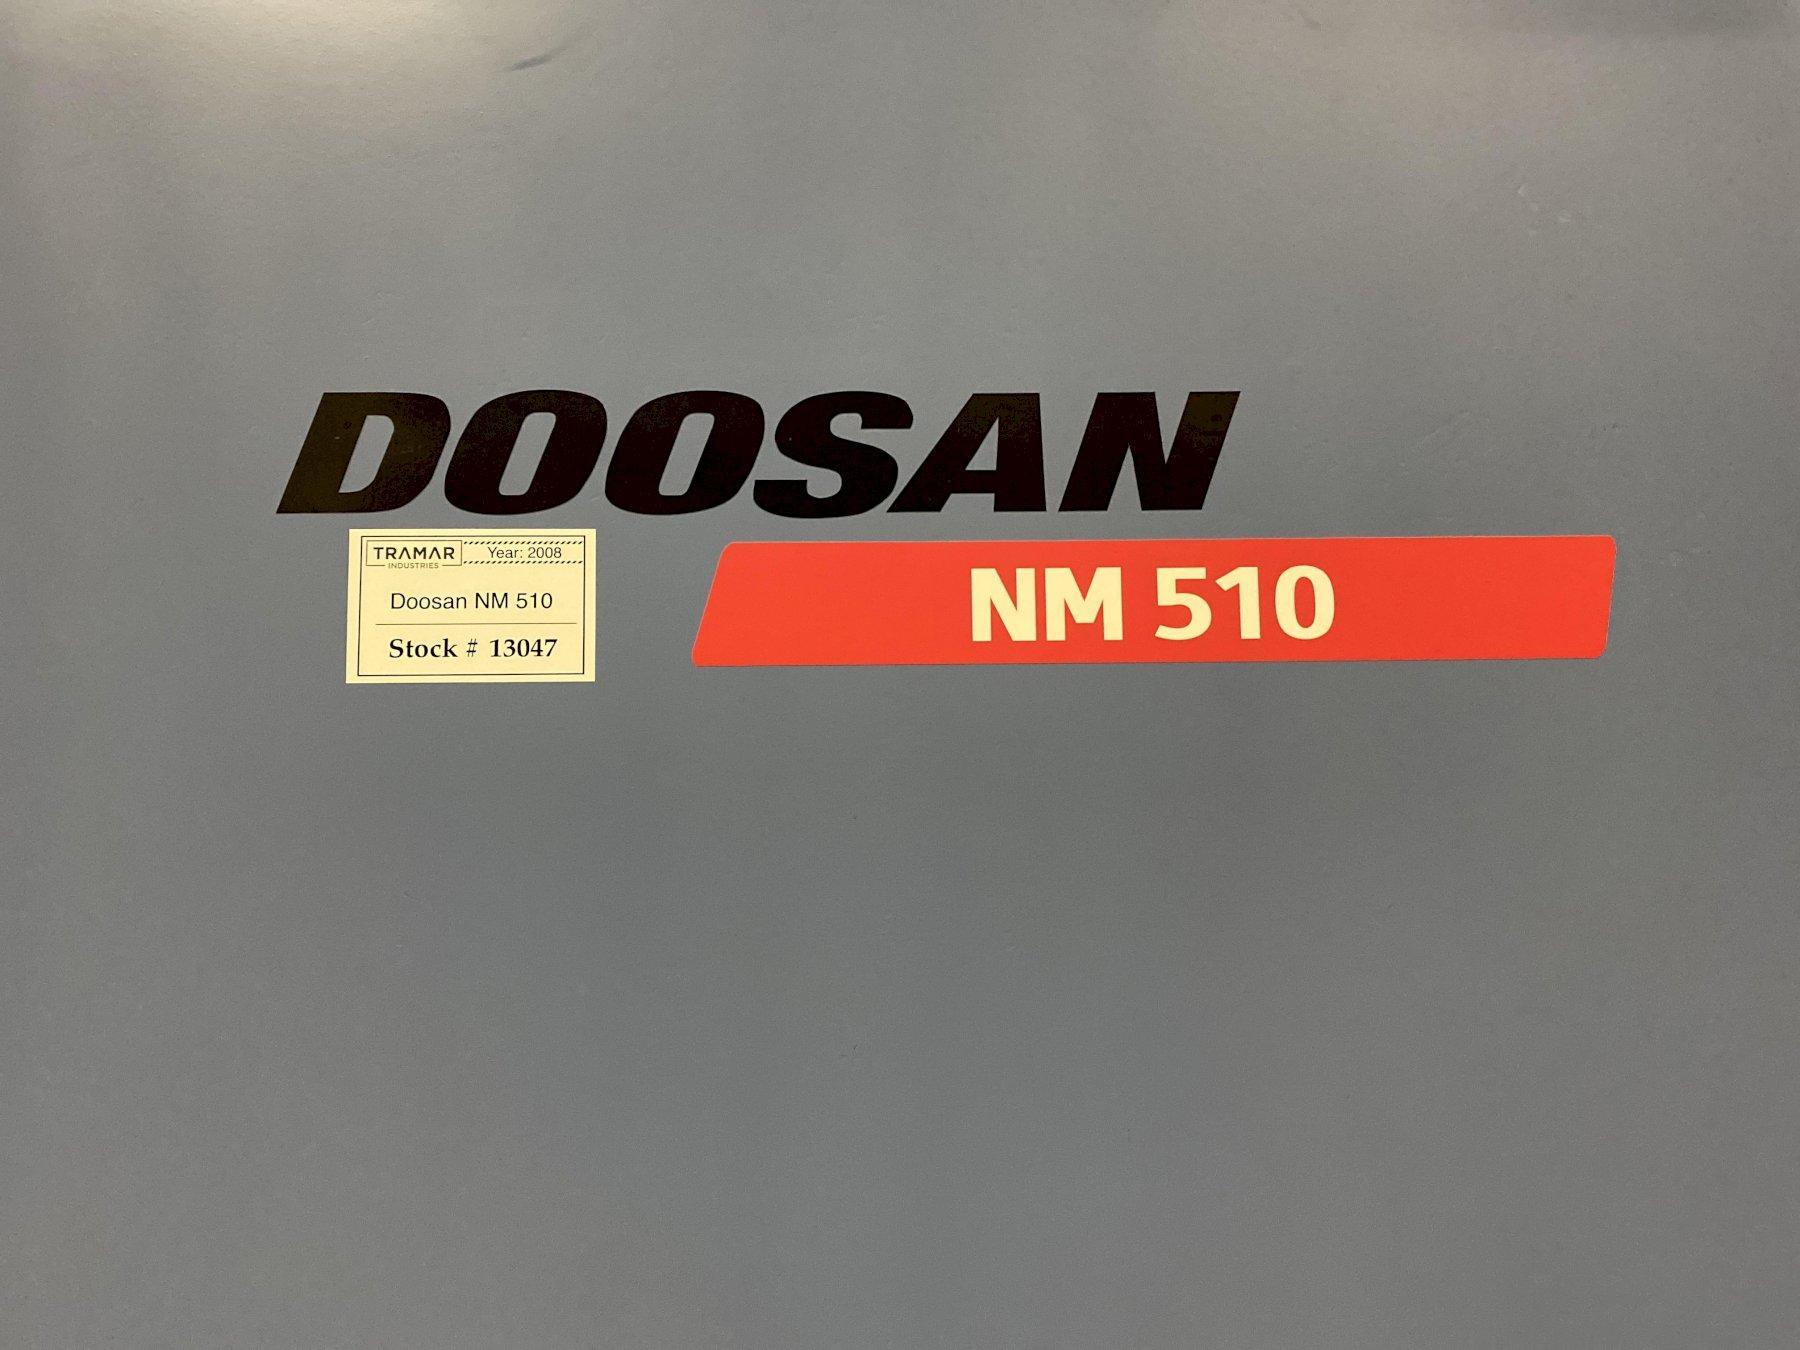 DOOSAN
NM 510
TRAMAR
INDUSTRIES
Year: 2008
Doosan NM 510
Stock # 13047